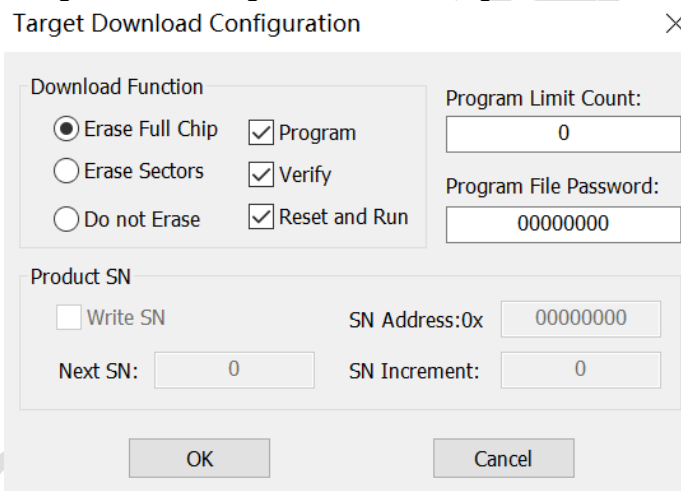 Target Download Configuration
Download Function
Erase Full Chip
Program
Erase Sectors
Verify
Do not Erase
Reset and Run
Program Limit Count:
0
Program File Password:
00000000
Product SN
Write SN
SN Address:0x
00000000
Next SN:
0
SN Increment:
0
OK
Cancel